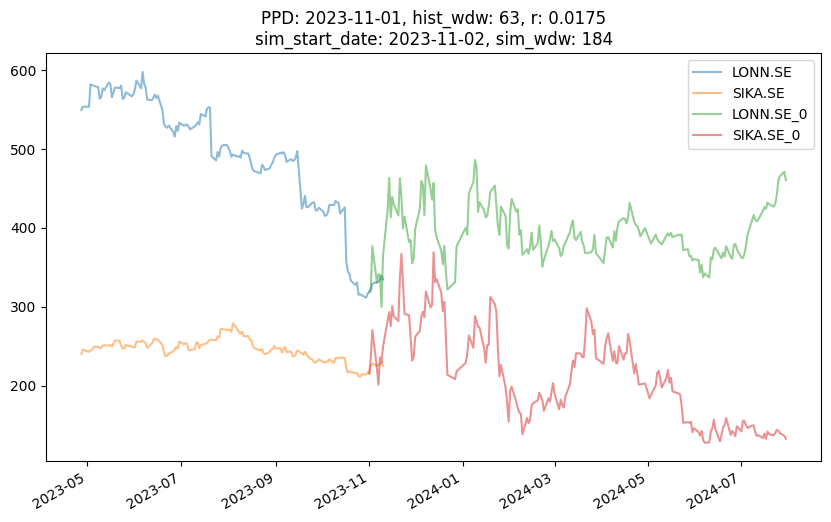 PPD: 2023-11-01, hist_wdw: 63, r: 0.0175
sim_start_date: 2023-11-02, sim_wdw: 184
LONN.SE
SIKA.SE
LONN.SE_0
SIKA.SE_0
600
500
400
300
200
2023-05
2023-07
2023-09
2023-11
2024-01
2024-03
2024-05
2024-07